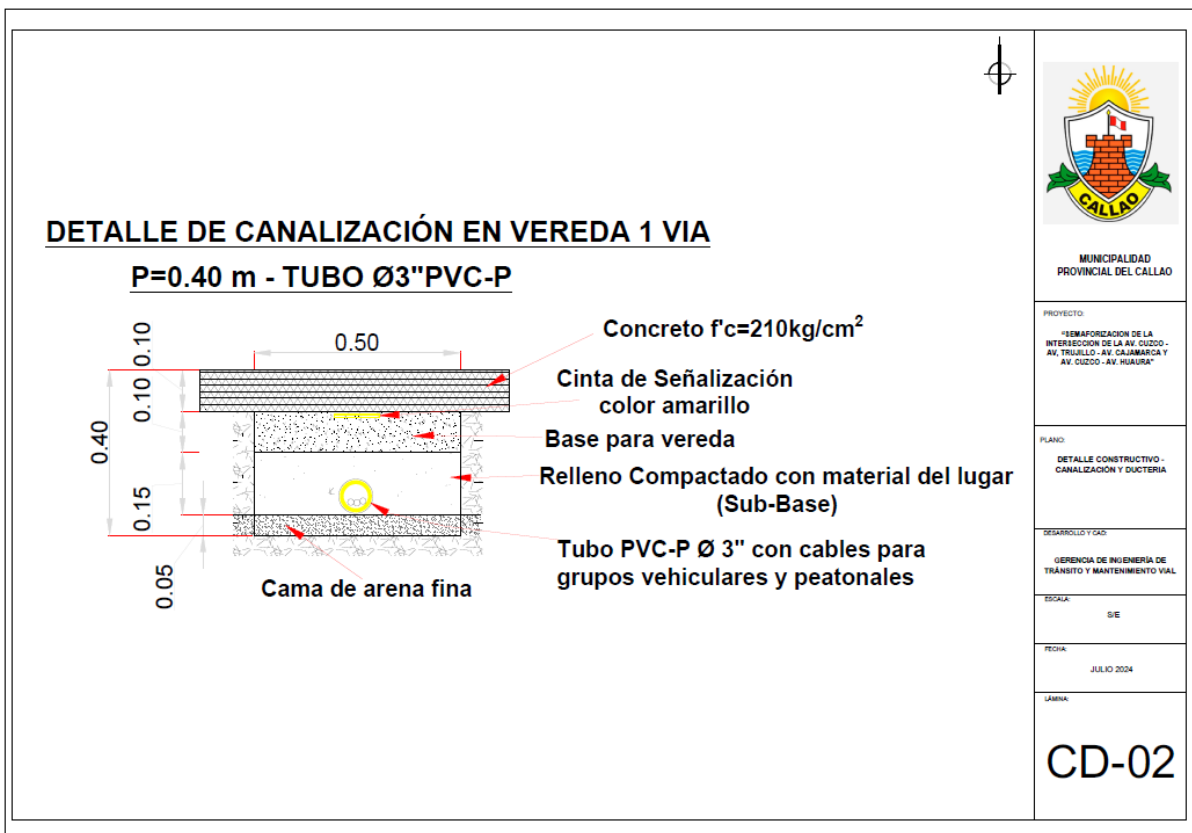 DETALLE DE CANALIZACIÓN EN VEREDA 1 VIA
P=0.40 m - TUBO Ø3"PVC-P
0.50
0.10
0.10
0.40
0.15
0.05
Concreto f'c=210kg/cm²
Cinta de Señalización
color amarillo
Base para vereda
Relleno Compactado con material del lugar
(Sub-Base)
Tubo PVC-P Ø 3" con cables para
grupos vehiculares y peatonales
Cama de arena fina
CALLAO
MUNICIPALIDAD
PROVINCIAL DEL CALLAO
PROYECTO:
"SEMAFORIZACION DE LA
INTERSECCION DE LA AV. CUZCO -
AV, TRUJILLO - AV. CAJAMARCA Y
AV. CUZCO - AV. HUAURA"
PLANO:
DETALLE CONSTRUCTIVO -
CANALIZACIÓN Y DUCTERIA
DESARROLLO Y CAD:
GERENCIA DE INGENIERÍA DE
TRÁNSITO Y MANTENIMIENTO VIAL
ESCALA:
S/E
FECHA:
JULIO 2024
LÁMINA:
CD-02